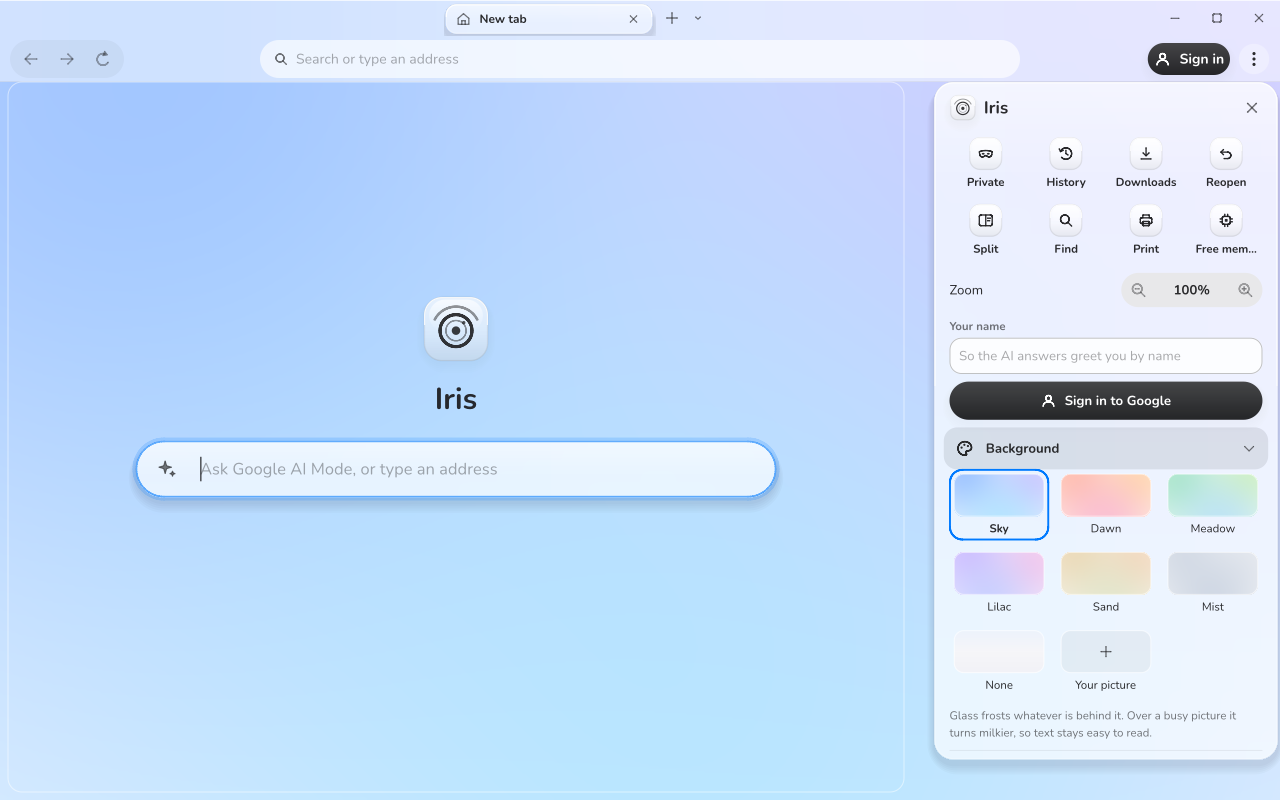 New tab
Search or type an address
Sign in
Iris
Private
History
Downloads
Reopen
Split
Find
Print
Free mem...
Zoom
100%
Your name
So the AI answers greet you by name
Sign in to Google
Background
Sky
Dawn
Meadow
Lilac
Sand
Mist
None
Your picture
Glass frosts whatever is behind it. Over a busy picture it
turns milkier, so text stays easy to read.
Iris
Ask Google AI Mode, or type an address